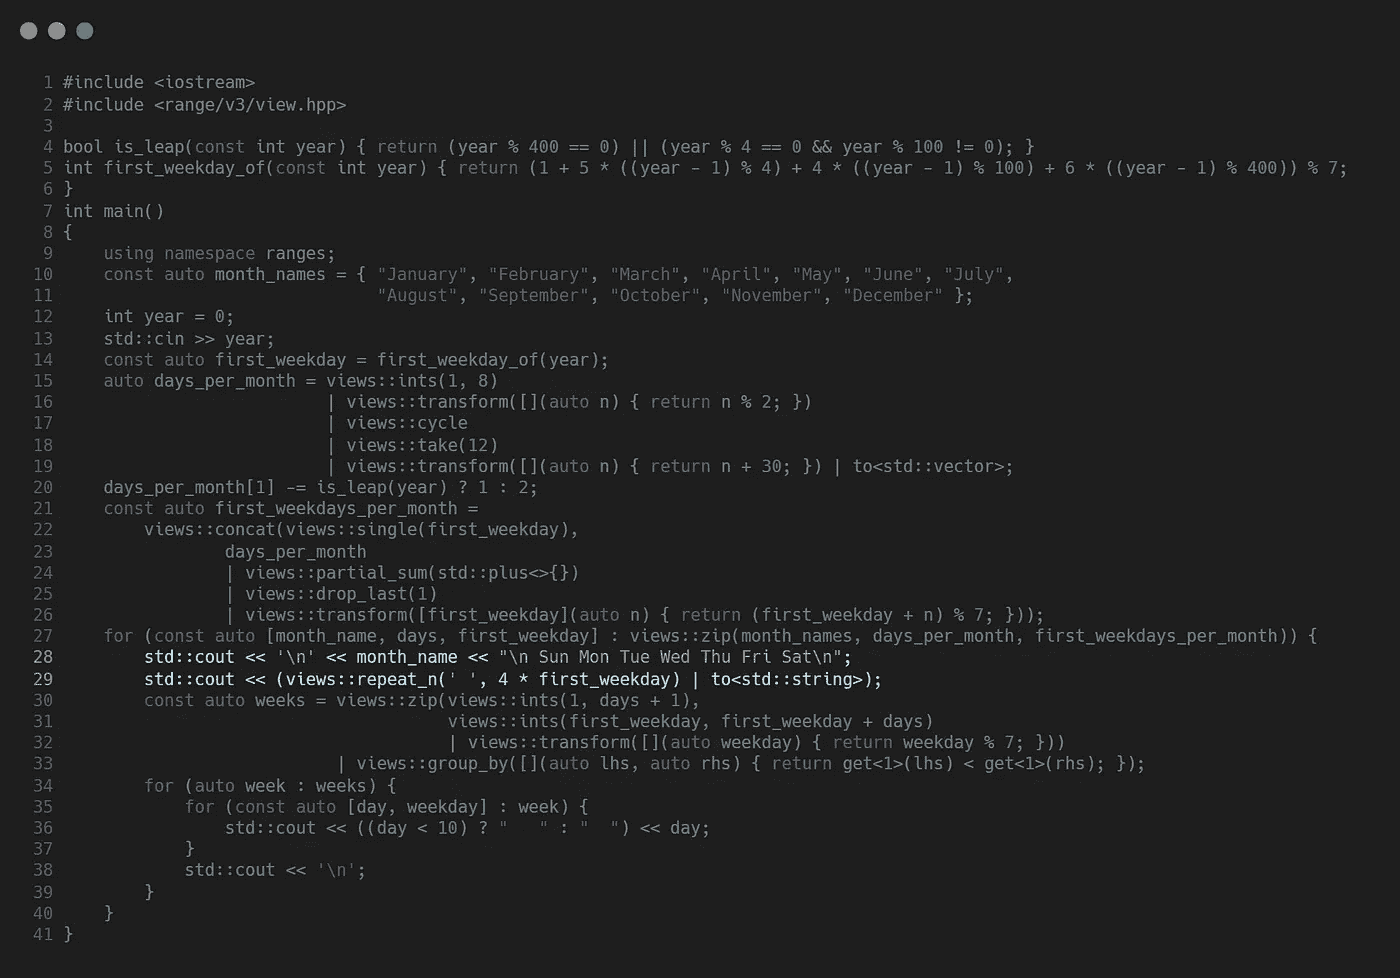 1 #include <iostream>
2 #include <range/v3/view.hpp>
3
4 bool is_leap(const int year) { return (year % 400 == 0) || (year % 4 == 0 && year % 100 != 0); }
5 int first_weekday_of(const int year) { return (1 + 5 * ((year - 1) % 4) + 4 * ((year - 1) % 100) + 6 * ((year - 1) % 400)) % 7;
6 }
7 int main()
8 {
9     using namespace ranges;
10     const auto month_names = { "January", "February", "March", "April", "May", "June", "July",
11                                "August", "September", "October", "November", "December" };
12     int year = 0;
13     std::cin >> year;
14     const auto first_weekday = first_weekday_of(year);
15     auto days_per_month = views::ints(1, 8)
16                           | views::transform([](auto n) { return n % 2; })
17                           | views::cycle
18                           | views::take(12)
19                           | views::transform([](auto n) { return n + 30; }) | to<std::vector>;
20     days_per_month[1] -= is_leap(year) ? 1 : 2;
21     const auto first_weekdays_per_month =
22         views::concat(views::single(first_weekday),
23                 days_per_month
24                 | views::partial_sum(std::plus<>{})
25                 | views::drop_last(1)
26                 | views::transform([first_weekday](auto n) { return (first_weekday + n) % 7; }));
27     for (const auto [month_name, days, first_weekday] : views::zip(month_names, days_per_month, first_weekdays_per_month)) {
28         std::cout << '\n' << month_name << "\n Sun Mon Tue Wed Thu Fri Sat\n";
29         std::cout << (views::repeat_n(' ', 4 * first_weekday) | to<std::string>);
30         const auto weeks = views::zip(views::ints(1, days + 1),
31                                       views::ints(first_weekday, first_weekday + days)
32                                       | views::transform([](auto weekday) { return weekday % 7; }))
33                            | views::group_by([](auto lhs, auto rhs) { return get<1>(lhs) < get<1>(rhs); });
34         for (auto week : weeks) {
35             for (const auto [day, weekday] : week) {
36                 std::cout << ((day < 10) ? "   " : "  ") << day;
37             }
38             std::cout << '\n';
39         }
40     }
41 }